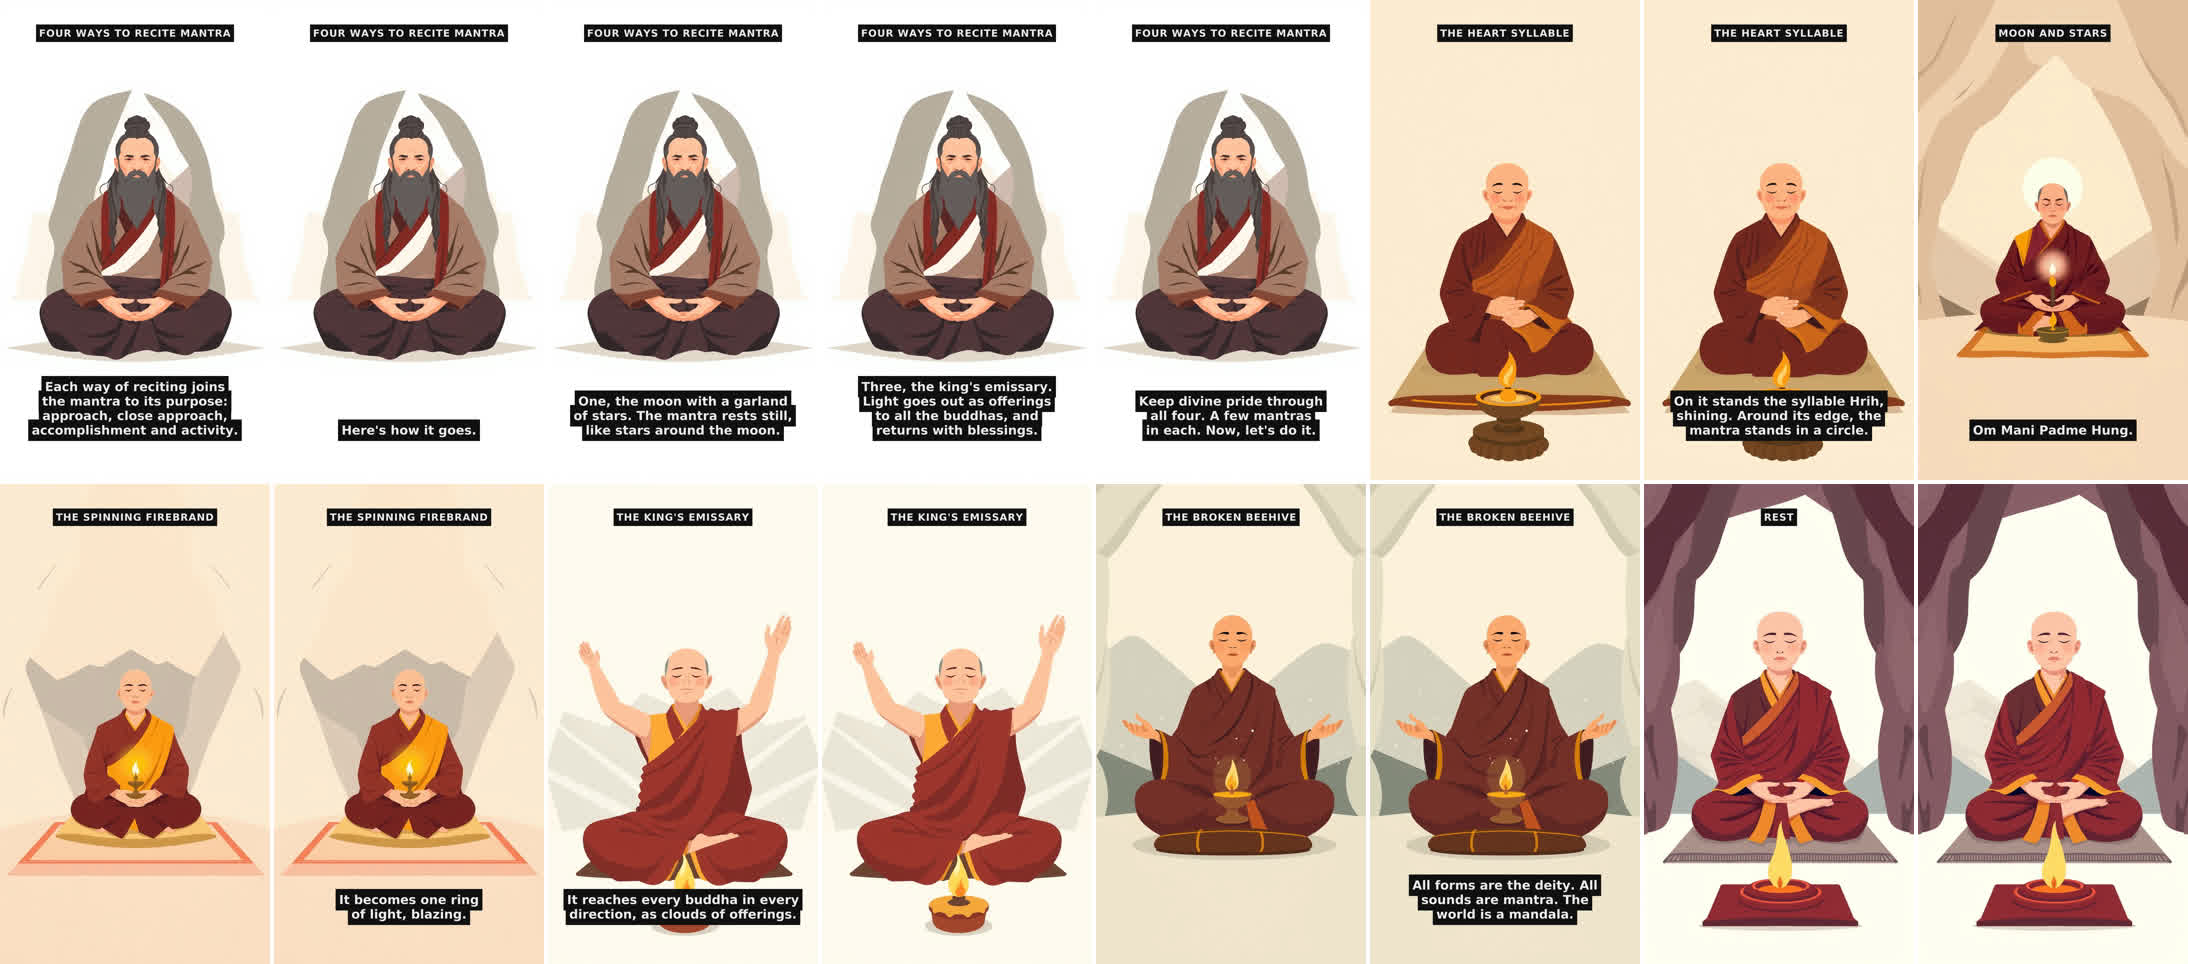 FOUR WAYS TO RECITE MANTRA
Each way of reciting joins
the mantra to its purpose:
approach, close approach,
accomplishment and activity.
FOUR WAYS TO RECITE MANTRA
Here's how it goes.
FOUR WAYS TO RECITE MANTRA
One, the moon with a garland
of stars. The mantra rests still,
like stars around the moon.
FOUR WAYS TO RECITE MANTRA
Three, the king's emissary.
Light goes out as offerings
to all the buddhas, and
returns with blessings.
FOUR WAYS TO RECITE MANTRA
Keep divine pride through
all four. A few mantras
in each. Now, let's do it.
THE HEART SYLLABLE
THE HEART SYLLABLE
On it stands the syllable Hrih,
shining. Around its edge, the
mantra stands in a circle.
MOON AND STARS
Om Mani Padme Hung.
THE SPINNING FIREBRAND
THE SPINNING FIREBRAND
It becomes one ring
of light, blazing.
THE KING'S EMISSARY
It reaches every buddha in every
direction, as clouds of offerings.
THE KING'S EMISSARY
THE BROKEN BEEHIVE
THE BROKEN BEEHIVE
All forms are the deity. All
sounds are mantra. The
world is a mandala.
REST